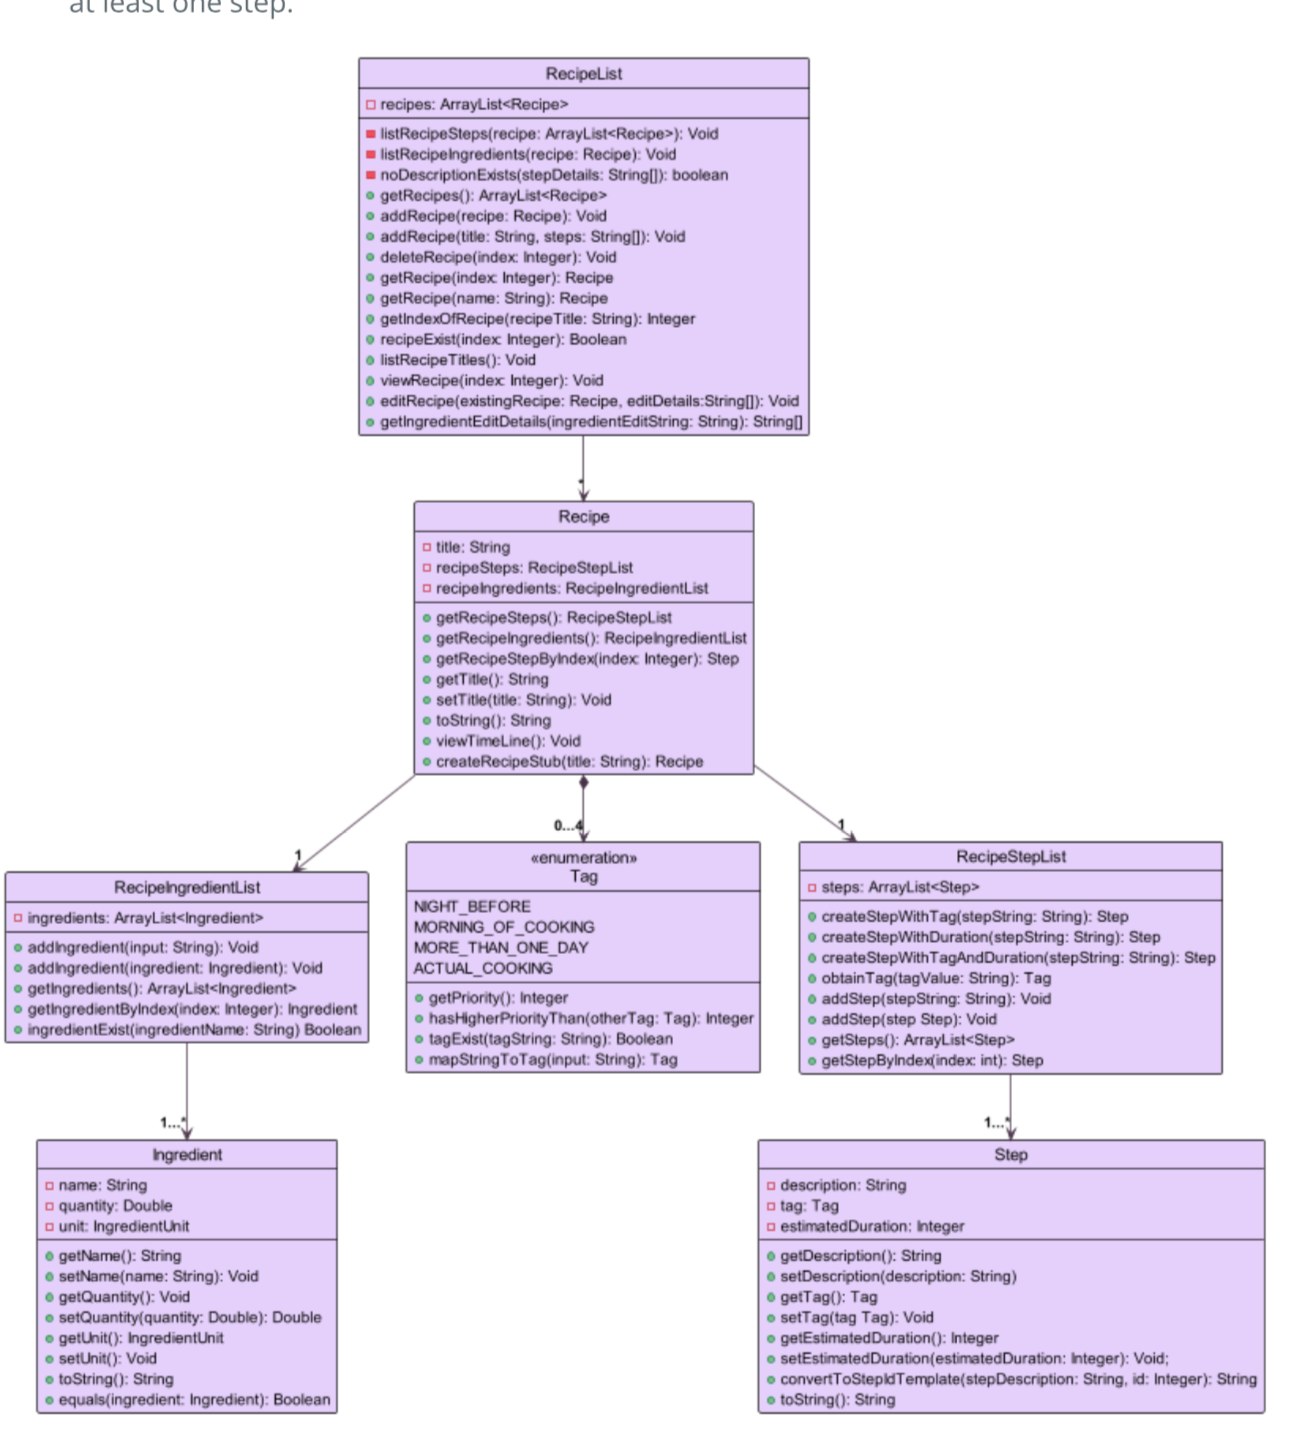 at least one step.
RecipeList
recipes: ArrayList<Recipe>
listRecipeSteps(recipe: ArrayList<Recipe>): Void
listRecipeIngredients(recipe: Recipe): Void
noDescriptionExists(stepDetails: String[]): boolean
getRecipes(): ArrayList<Recipe>
addRecipe(recipe: Recipe): Void
addRecipe(title: String, steps: String[]): Void
deleteRecipe(index: Integer): Void
getRecipe(index: Integer): Recipe
getRecipe(name: String): Recipe
getIndexOfRecipe(recipeTitle: String): Integer
recipeExist(index: Integer): Boolean
listRecipeTitles(): Void
viewRecipe(index: Integer): Void
editRecipe(existingRecipe: Recipe, editDetails:String[]): Void
getIngredientEditDetails(ingredientEditString: String): String[]
*
Recipe
title: String
recipeSteps: RecipeStepList
recipeIngredients: RecipeIngredientList
getRecipeSteps(): RecipeStepList
getRecipeIngredients(): RecipeIngredientList
getRecipeStepByIndex(index: Integer): Step
getTitle(): String
setTitle(title: String): Void
toString(): String
viewTimeLine(): Void
createRecipeStub(title: String): Recipe
1
0...4
1
RecipeIngredientList
ingredients: ArrayList<Ingredient>
addIngredient(input: String): Void
addIngredient(ingredient: Ingredient): Void
getIngredients(): ArrayList<Ingredient>
getIngredientByIndex(index: Integer): Ingredient
ingredientExist(ingredientName: String) Boolean
«enumeration»
Tag
NIGHT_BEFORE
MORNING_OF_COOKING
MORE_THAN_ONE_DAY
ACTUAL_COOKING
getPriority(): Integer
hasHigherPriorityThan(otherTag: Tag): Integer
tagExist(tagString: String): Boolean
mapStringToTag(input: String): Tag
RecipeStepList
steps: ArrayList<Step>
createStepWithTag(stepString: String): Step
createStepWithDuration(stepString: String): Step
createStepWithTagAndDuration(stepString: String): Step
obtainTag(tagValue: String): Tag
addStep(stepString: String): Void
addStep(step Step): Void
getSteps(): ArrayList<Step>
getStepByIndex(index: int): Step
1...*
1...*
Ingredient
name: String
quantity: Double
unit: IngredientUnit
getName(): String
setName(name: String): Void
getQuantity(): Void
setQuantity(quantity: Double): Double
getUnit(): IngredientUnit
setUnit(): Void
toString(): String
equals(ingredient: Ingredient): Boolean
Step
description: String
tag: Tag
estimatedDuration: Integer
getDescription(): String
setDescription(description: String)
getTag(): Tag
setTag(tag Tag): Void
getEstimatedDuration(): Integer
setEstimatedDuration(estimatedDuration: Integer): Void;
convertToStepIdTemplate(stepDescription: String, id: Integer): String
toString(): String